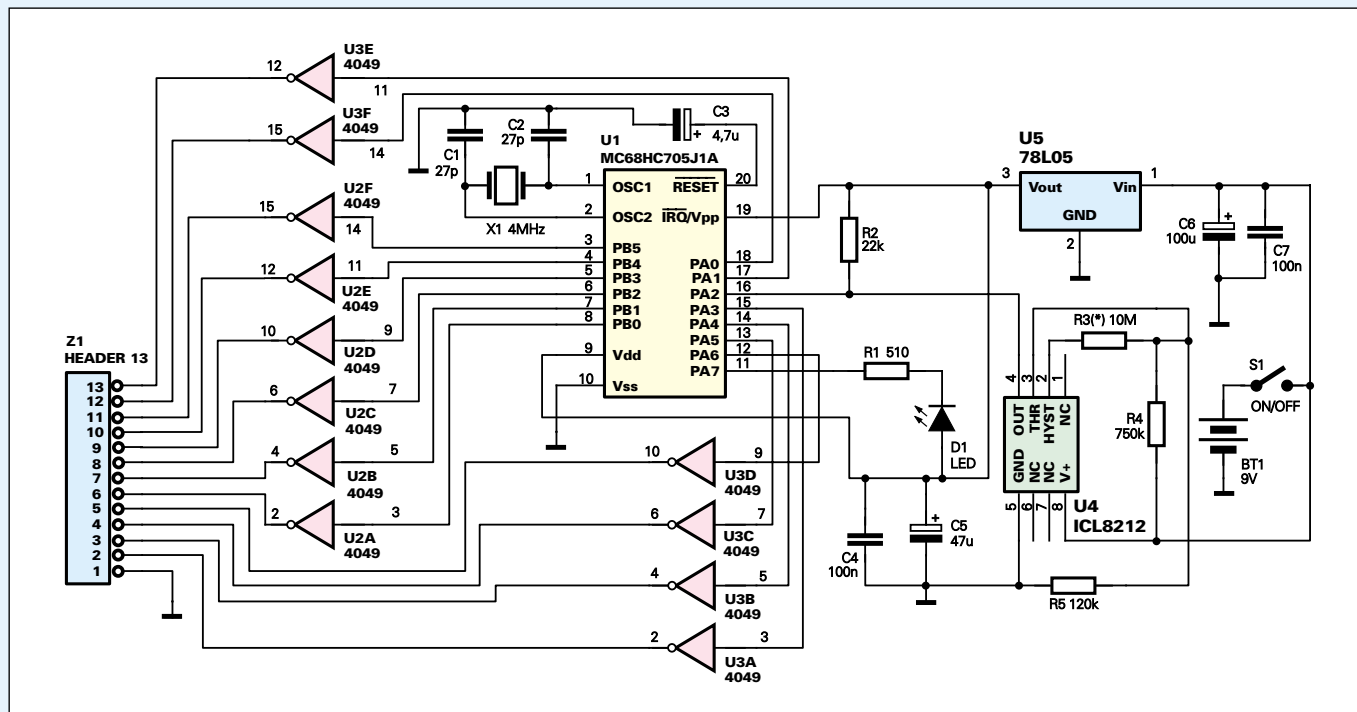 U3E
4049
12
11
U3F
4049
15
14
U2F
4049
15
14
U2E
4049
12
11
U2D
4049
10
9
U2C
4049
6
7
U2B
4049
4
5
U2A
4049
2
3
Z1
HEADER 13
13
12
11
10
9
8
7
6
5
4
3
2
1
C1
27p
C2
27p
C3
4,7u
+
X1 4MHz
U1
MC68HC705J1A
1 OSC1
2 OSC2
3 PB5
4 PB4
5 PB3
6 PB2
7 PB1
8 PB0
9 Vdd
10 Vss
RESET 20
IRQ/Vpp 19
PA0 18
PA1 17
PA2 16
PA3 15
PA4 14
PA5 13
PA6 12
PA7 11
R2
22k
R1 510
D1
LED
U3D
4049
10
9
U3C
4049
6
7
U3B
4049
4
5
U3A
4049
2
3
C4
100n
+
C5
47u
U5
78L05
3 Vout
Vin 1
GND
2
C6
100u
+
C7
100n
R3(*) 10M
4 3 2 1
OUT THR HYST NC
GND NC NC V+
5 6 7 8
U4
ICL8212
R4
750k
R5 120k
S1
ON/OFF
BT1
9V